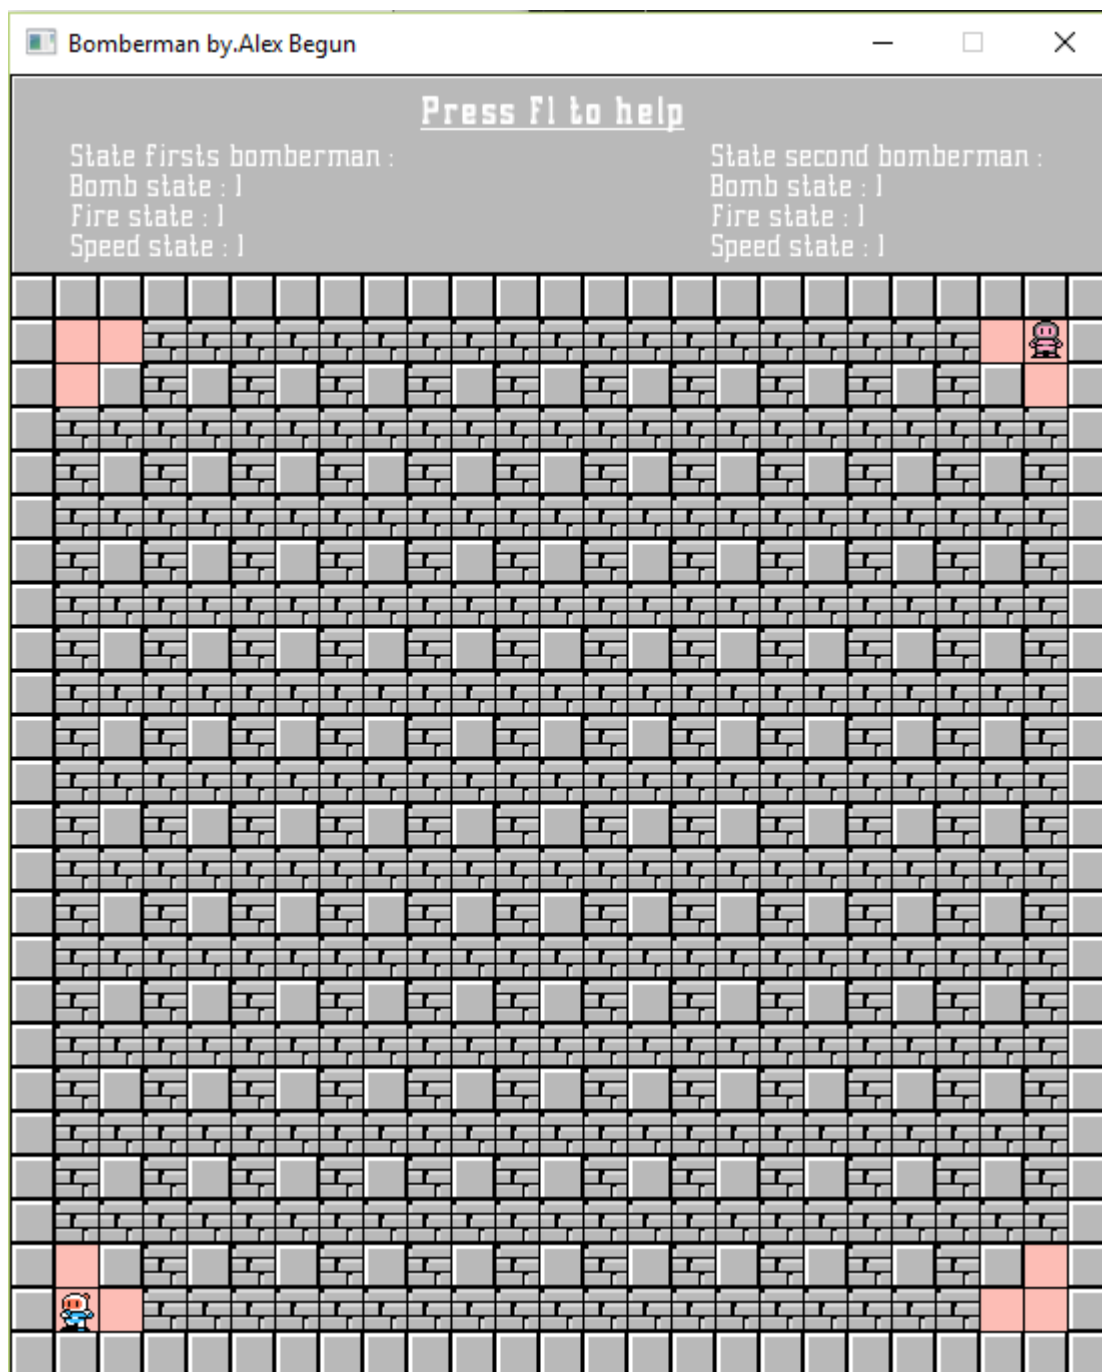 Bomberman by.Alex Begun
Press F1 to help
State firsts bomberman :
Bomb state : 1
Fire state : 1
Speed state : 1
State second bomberman :
Bomb state : 1
Fire state : 1
Speed state : 1